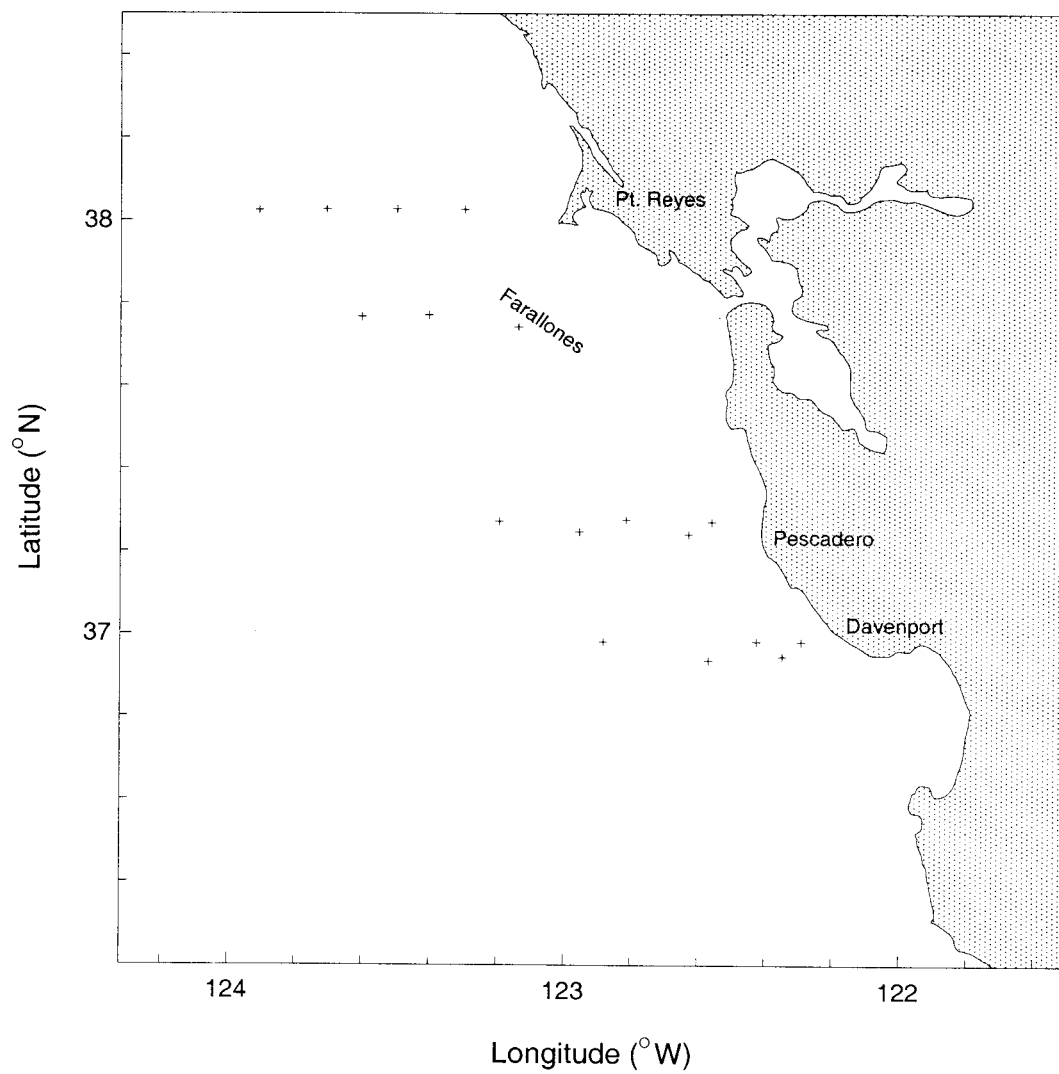 Pt. Reyes
38
Farallones
Latitude (°N)
Pescadero
Davenport
37
124
123
122
Longitude (°W)